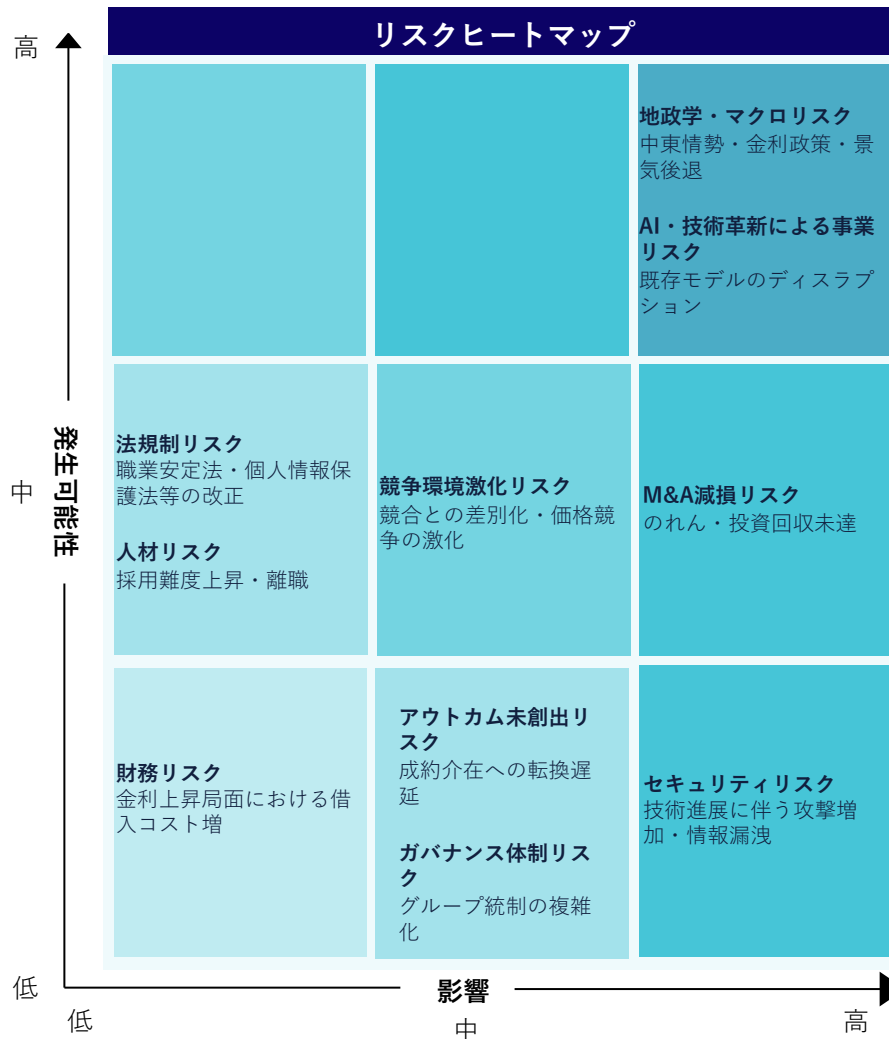 リスクヒートマップ
高
地政学・マクロリスク
中東情勢・金利政策・景
気後退
AI・技術革新による事業
リスク
既存モデルのディスラプ
ション
発生可能性
中
法規制リスク
職業安定法・個人情報保
護法等の改正
人材リスク
採用難度上昇・離職
競争環境激化リスク
競合との差別化・価格競
争の激化
M&A減損リスク
のれん・投資回収未達
財務リスク
金利上昇局面における借
入コスト増
アウトカム未創出リ
スク
成約介在への転換遅
延
ガバナンス体制リス
ク
グループ統制の複雑
化
セキュリティリスク
技術進展に伴う攻撃増
加・情報漏洩
低
影響
低
中
高